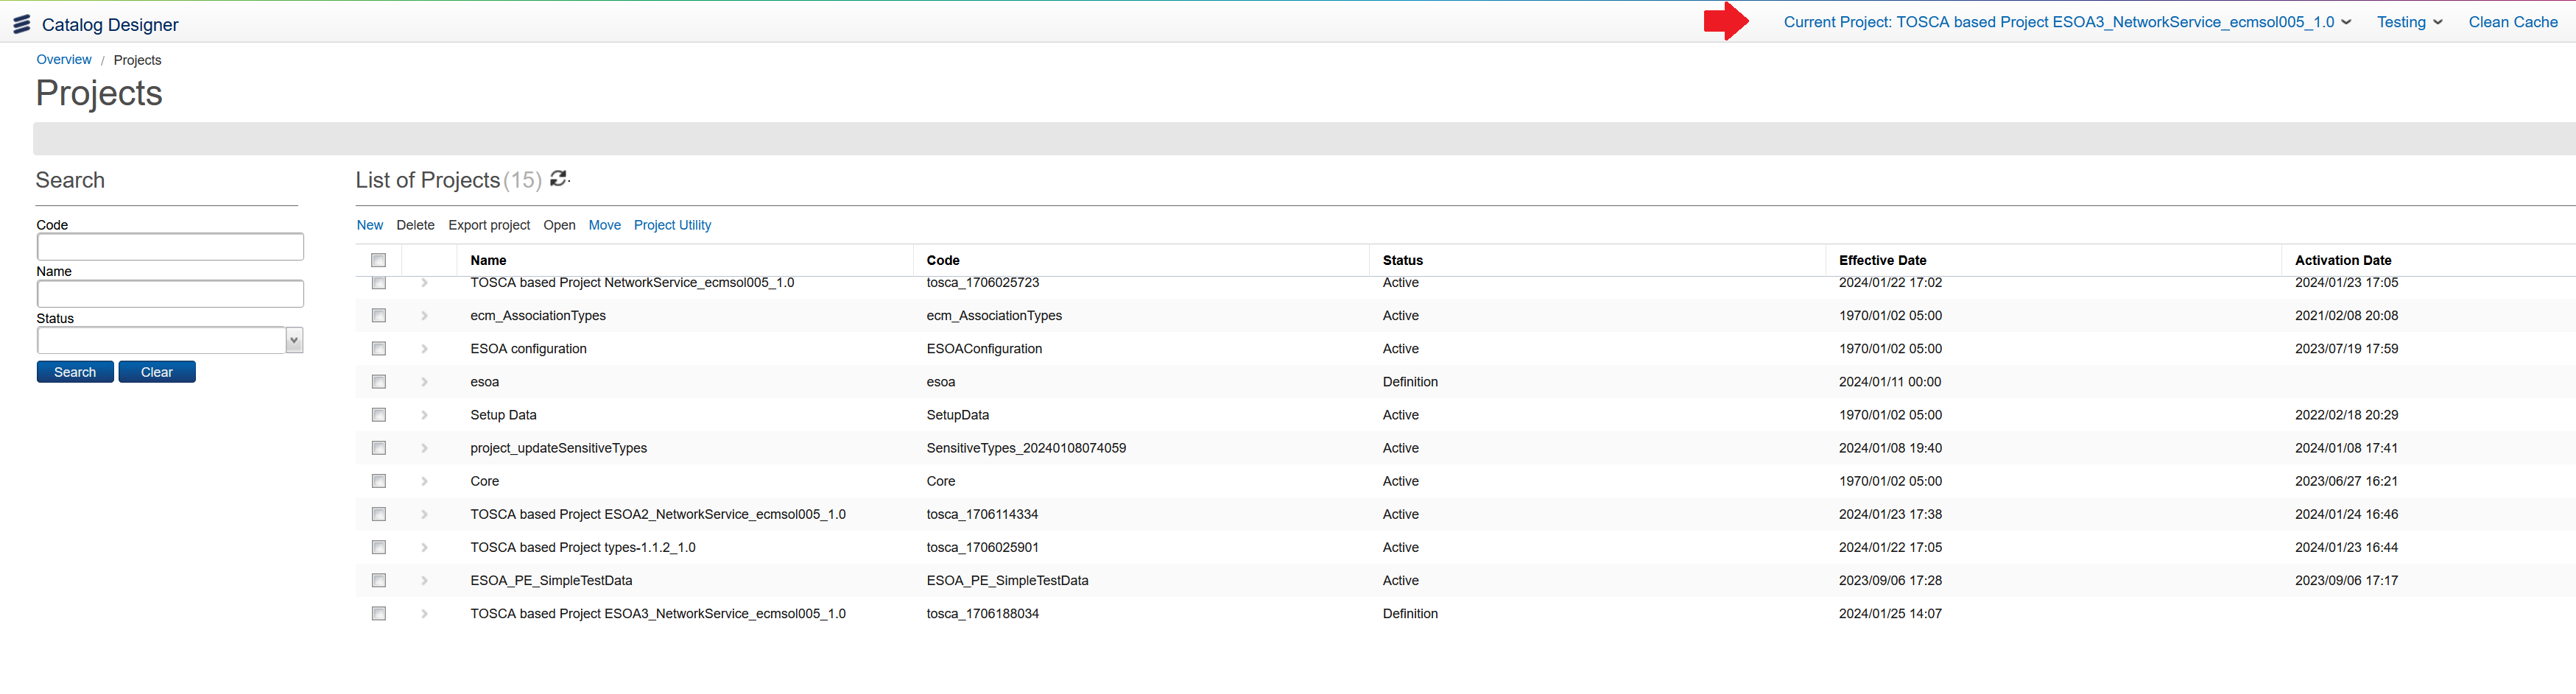 Catalog Designer
Current Project: TOSCA based Project ESOA3_NetworkService_ecmsol005_1.0 Testing Clean Cache
Overview / Projects
Projects
Search
List of Projects (15)
New Delete Export project Open Move Project Utility
Code
Name
Status
Search Clear
Name Code Status Effective Date Activation Date
TOSCA based Project NetworkService_ecmsol005_1.0 tosca_1706025723 Active 2024/01/22 17:02 2024/01/23 17:05
ecm_AssociationTypes ecm_AssociationTypes Active 1970/01/02 05:00 2021/02/08 20:08
ESOA configuration ESOAConfiguration Active 1970/01/02 05:00 2023/07/19 17:59
esoa esoa Definition 2024/01/11 00:00
Setup Data SetupData Active 1970/01/02 05:00 2022/02/18 20:29
project_updateSensitiveTypes SensitiveTypes_20240108074059 Active 2024/01/08 19:40 2024/01/08 17:41
Core Core Active 1970/01/02 05:00 2023/06/27 16:21
TOSCA based Project ESOA2_NetworkService_ecmsol005_1.0 tosca_1706114334 Active 2024/01/23 17:38 2024/01/24 16:46
TOSCA based Project types-1.1.2_1.0 tosca_1706025901 Active 2024/01/22 17:05 2024/01/23 16:44
ESOA_PE_SimpleTestData ESOA_PE_SimpleTestData Active 2023/09/06 17:28 2023/09/06 17:17
TOSCA based Project ESOA3_NetworkService_ecmsol005_1.0 tosca_1706188034 Definition 2024/01/25 14:07